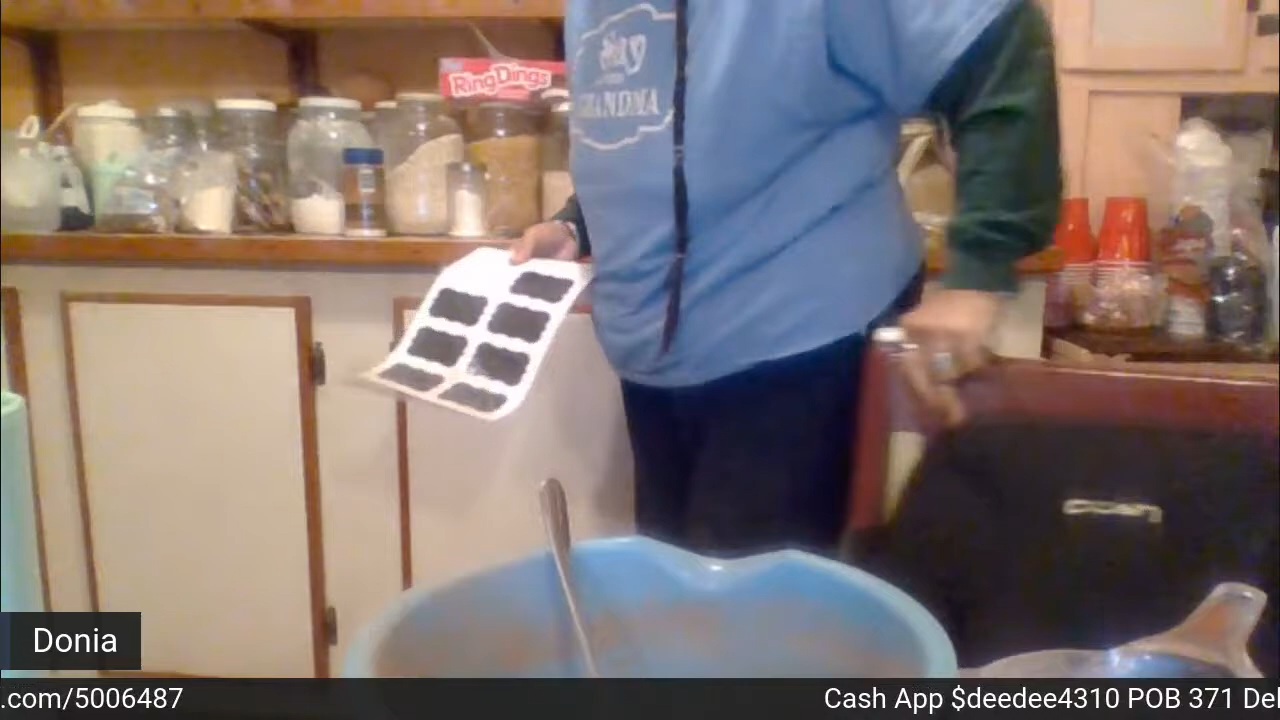 RingDings
GRANDMA
Donia
.com/5006487
Cash App $deedee4310 POB 371 Del